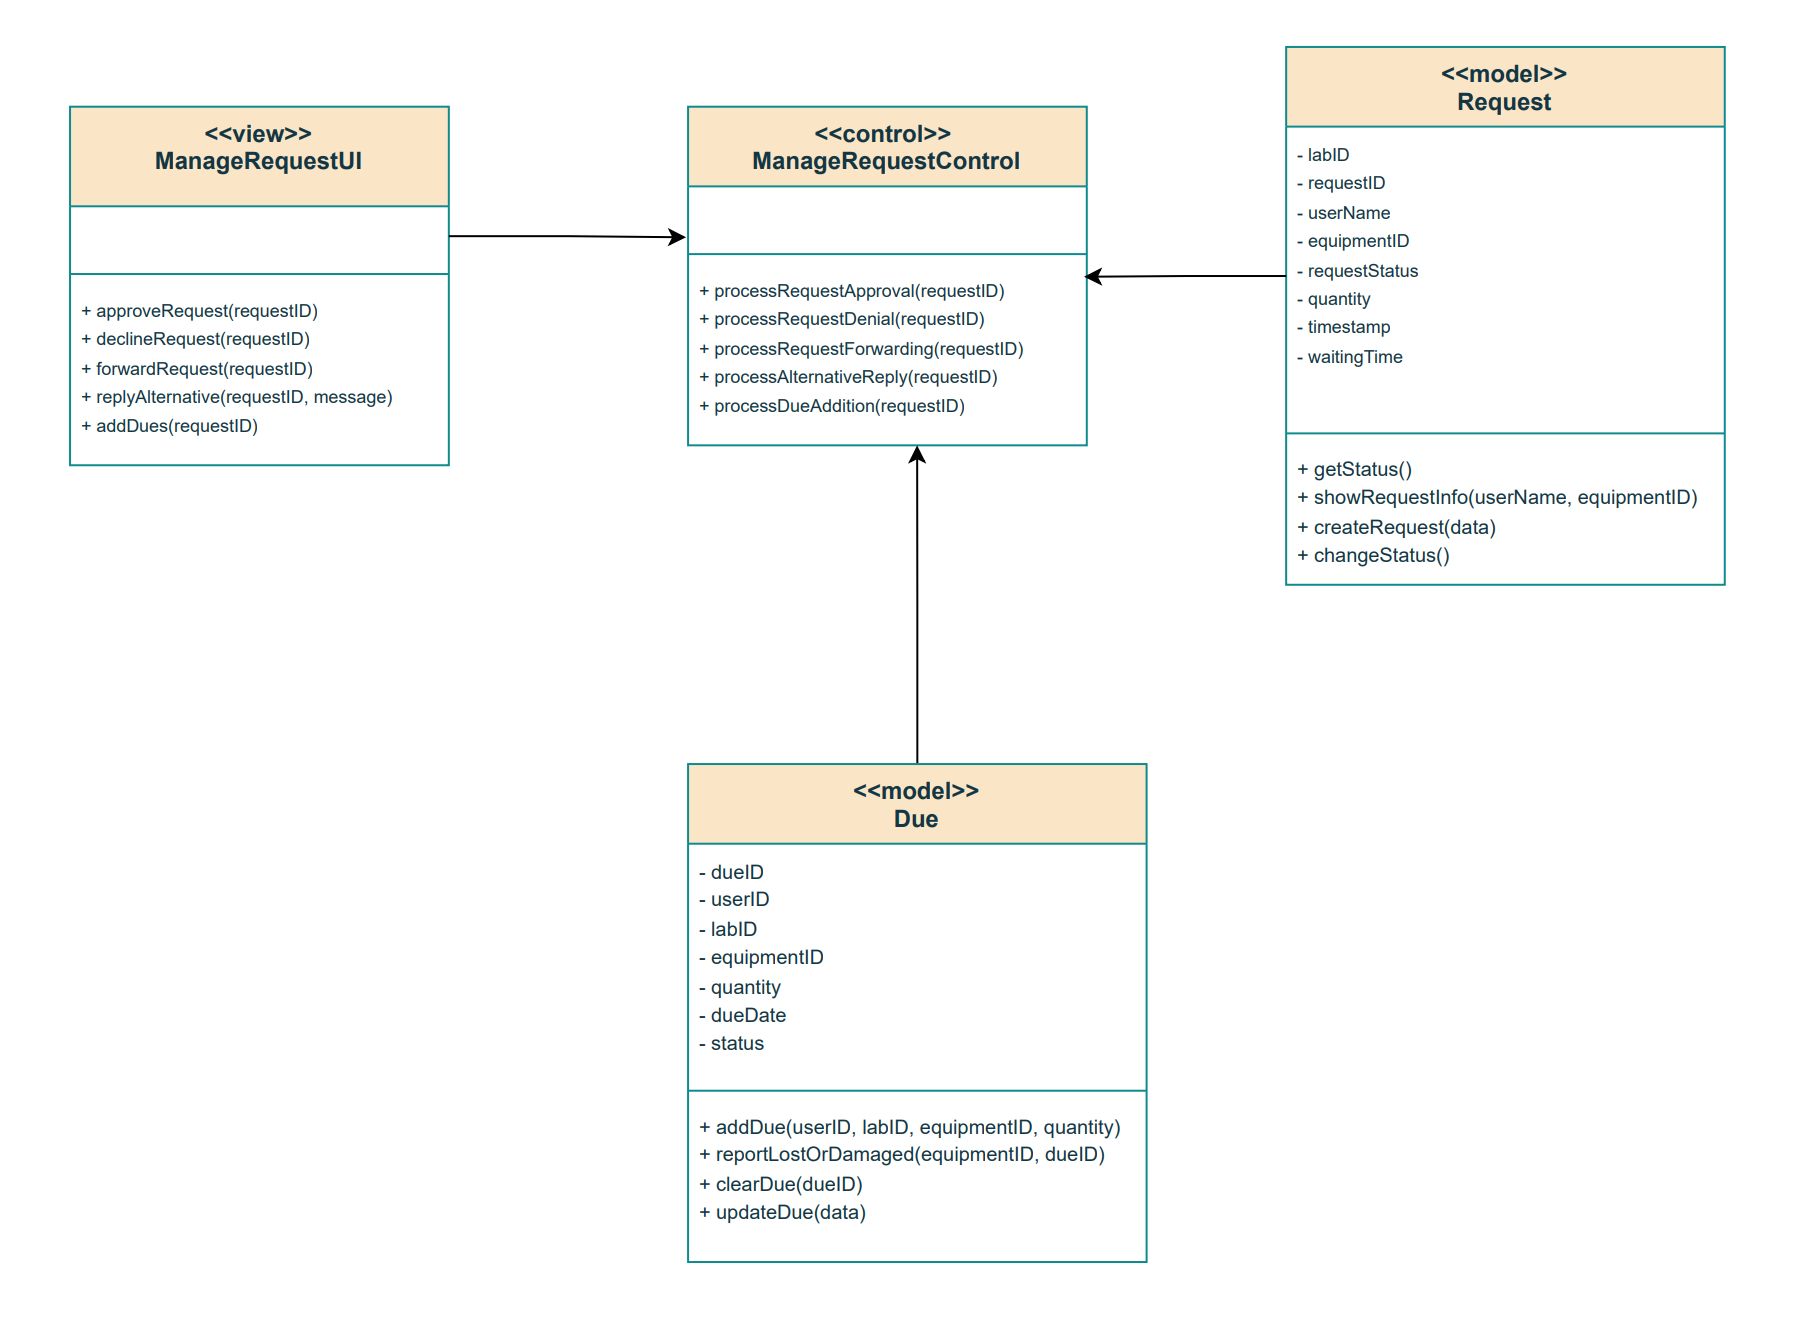 <<view>>
ManageRequestUI
+ approveRequest(requestID)
+ declineRequest(requestID)
+ forwardRequest(requestID)
+ replyAlternative(requestID, message)
+ addDues(requestID)
<<control>>
ManageRequestControl
+ processRequestApproval(requestID)
+ processRequestDenial(requestID)
+ processRequestForwarding(requestID)
+ processAlternativeReply(requestID)
+ processDueAddition(requestID)
<<model>>
Request
- labID
- requestID
- userName
- equipmentID
- requestStatus
- quantity
- timestamp
- waitingTime
+ getStatus()
+ showRequestInfo(userName, equipmentID)
+ createRequest(data)
+ changeStatus()
<<model>>
Due
- dueID
- userID
- labID
- equipmentID
- quantity
- dueDate
- status
+ addDue(userID, labID, equipmentID, quantity)
+ reportLostOrDamaged(equipmentID, dueID)
+ clearDue(dueID)
+ updateDue(data)